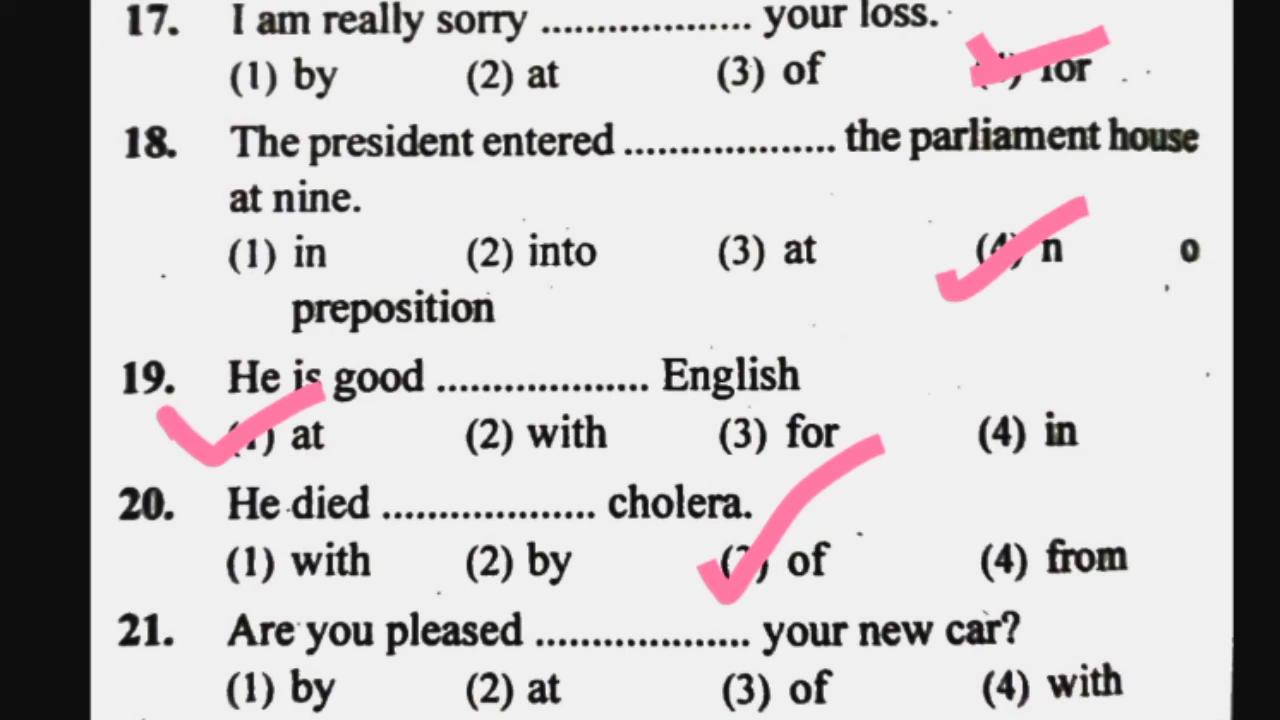 17. I am really sorry ................... your loss.
(1) by (2) at (3) of for
18. The president entered ................... the parliament house
at nine.
(1) in (2) into (3) at (4) n o
preposition
19. He is good ................... English
(1) at (2) with (3) for (4) in
20. He died ................... cholera.
(1) with (2) by (3) of (4) from
21. Are you pleased ................... your new car?
(1) by (2) at (3) of (4) with